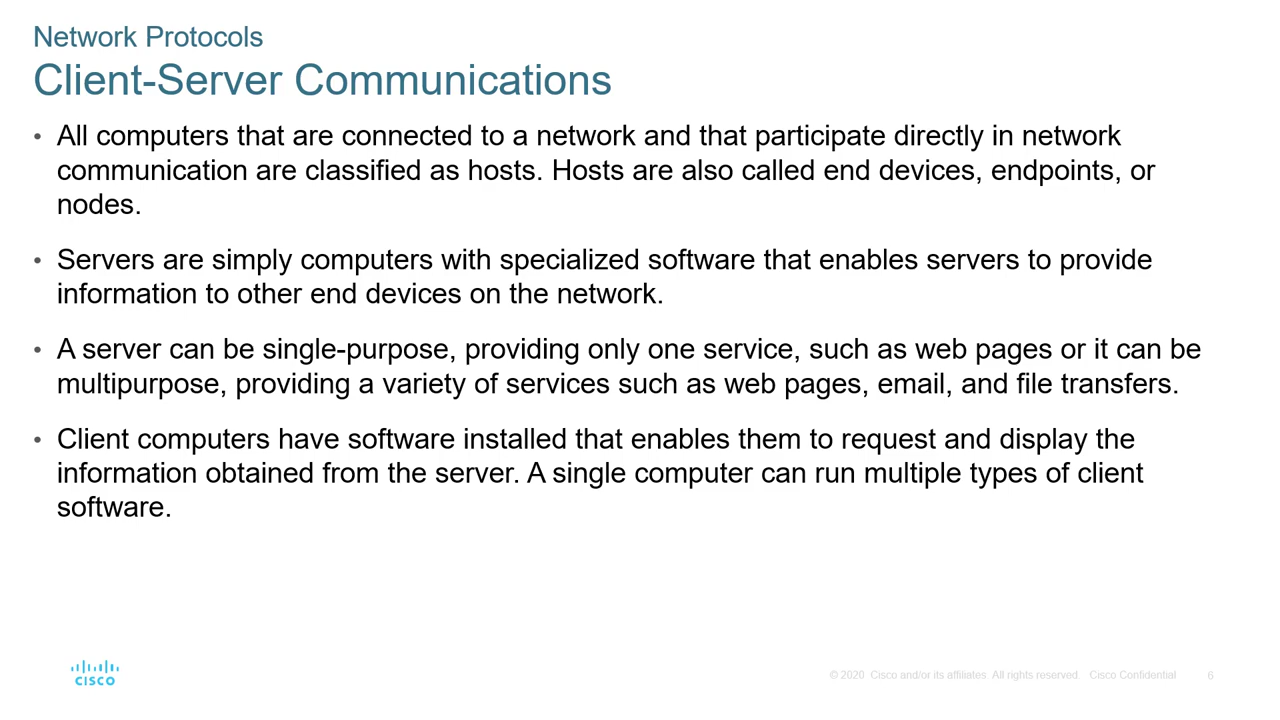 Network Protocols
Client-Server Communications
• All computers that are connected to a network and that participate directly in network
communication are classified as hosts. Hosts are also called end devices, endpoints, or
nodes.
• Servers are simply computers with specialized software that enables servers to provide
information to other end devices on the network.
• A server can be single-purpose, providing only one service, such as web pages or it can be
multipurpose, providing a variety of services such as web pages, email, and file transfers.
• Client computers have software installed that enables them to request and display the
information obtained from the server. A single computer can run multiple types of client
software.
CISCO
© 2020 Cisco and/or its affiliates. All rights reserved. Cisco Confidential 6